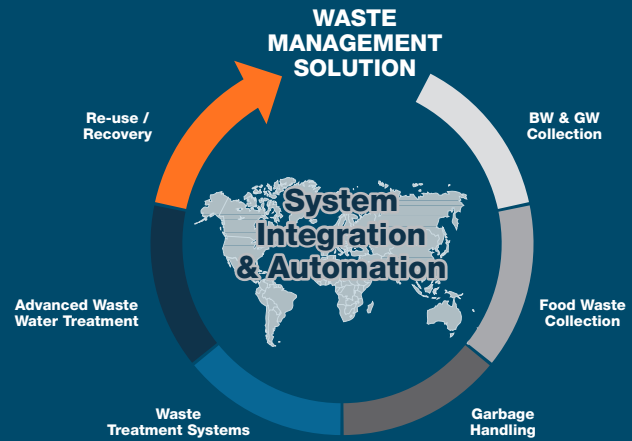 WASTE
MANAGEMENT
SOLUTION
BW & GW
Collection
Food Waste
Collection
Garbage
Handling
Waste
Treatment Systems
Advanced Waste
Water Treatment
Re-use /
Recovery
System
Integration
& Automation